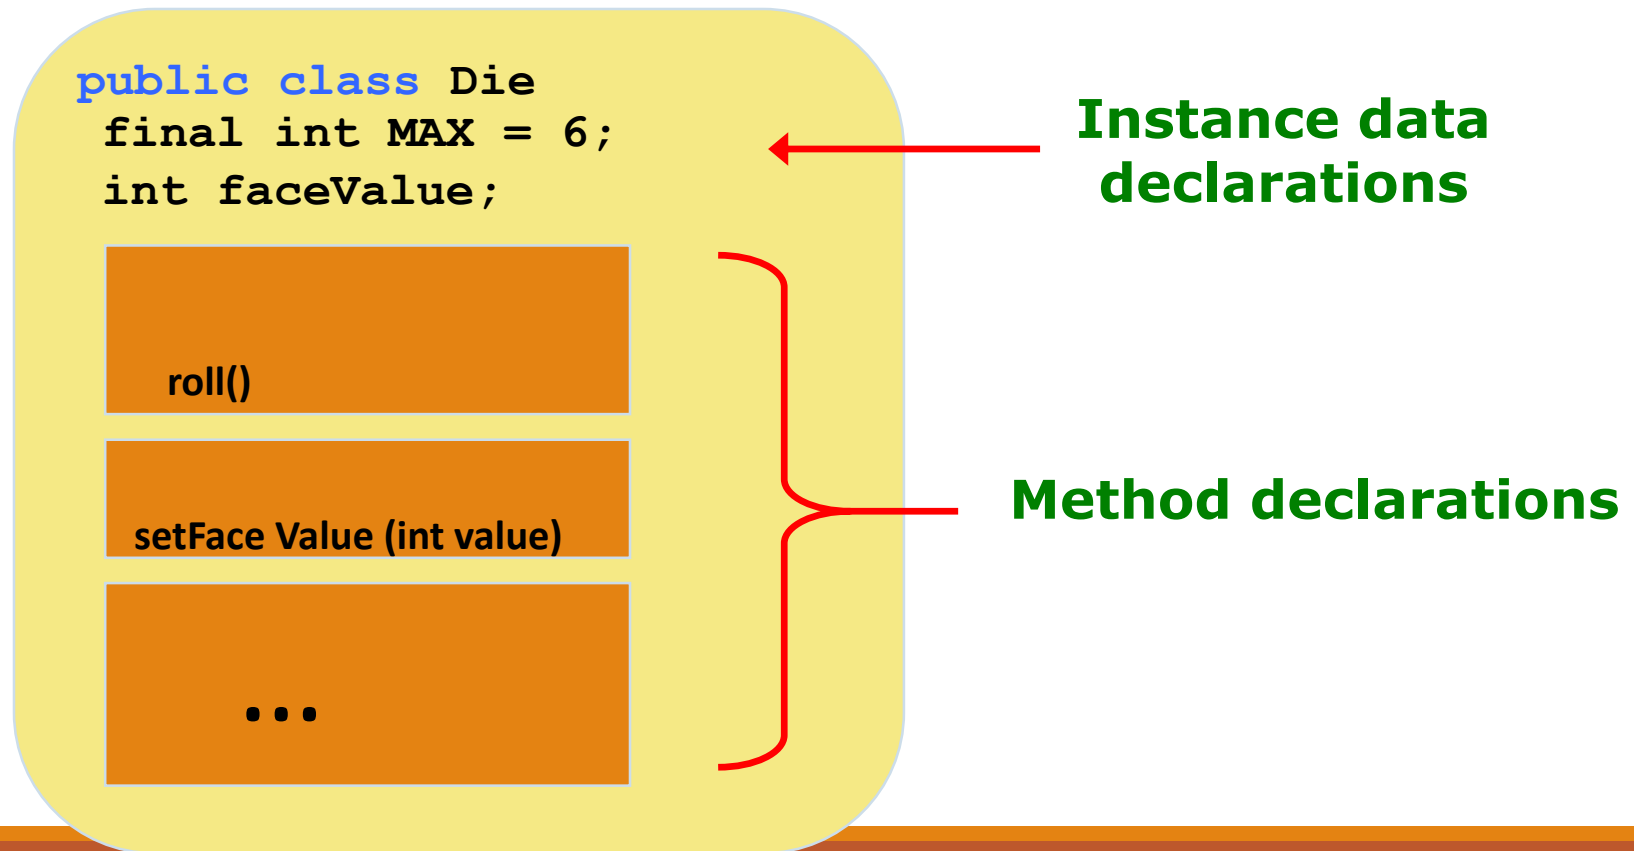 public class Die
final int MAX = 6;
int faceValue;
Instance data
declarations
roll()
setFace Value (int value)
Method declarations
...